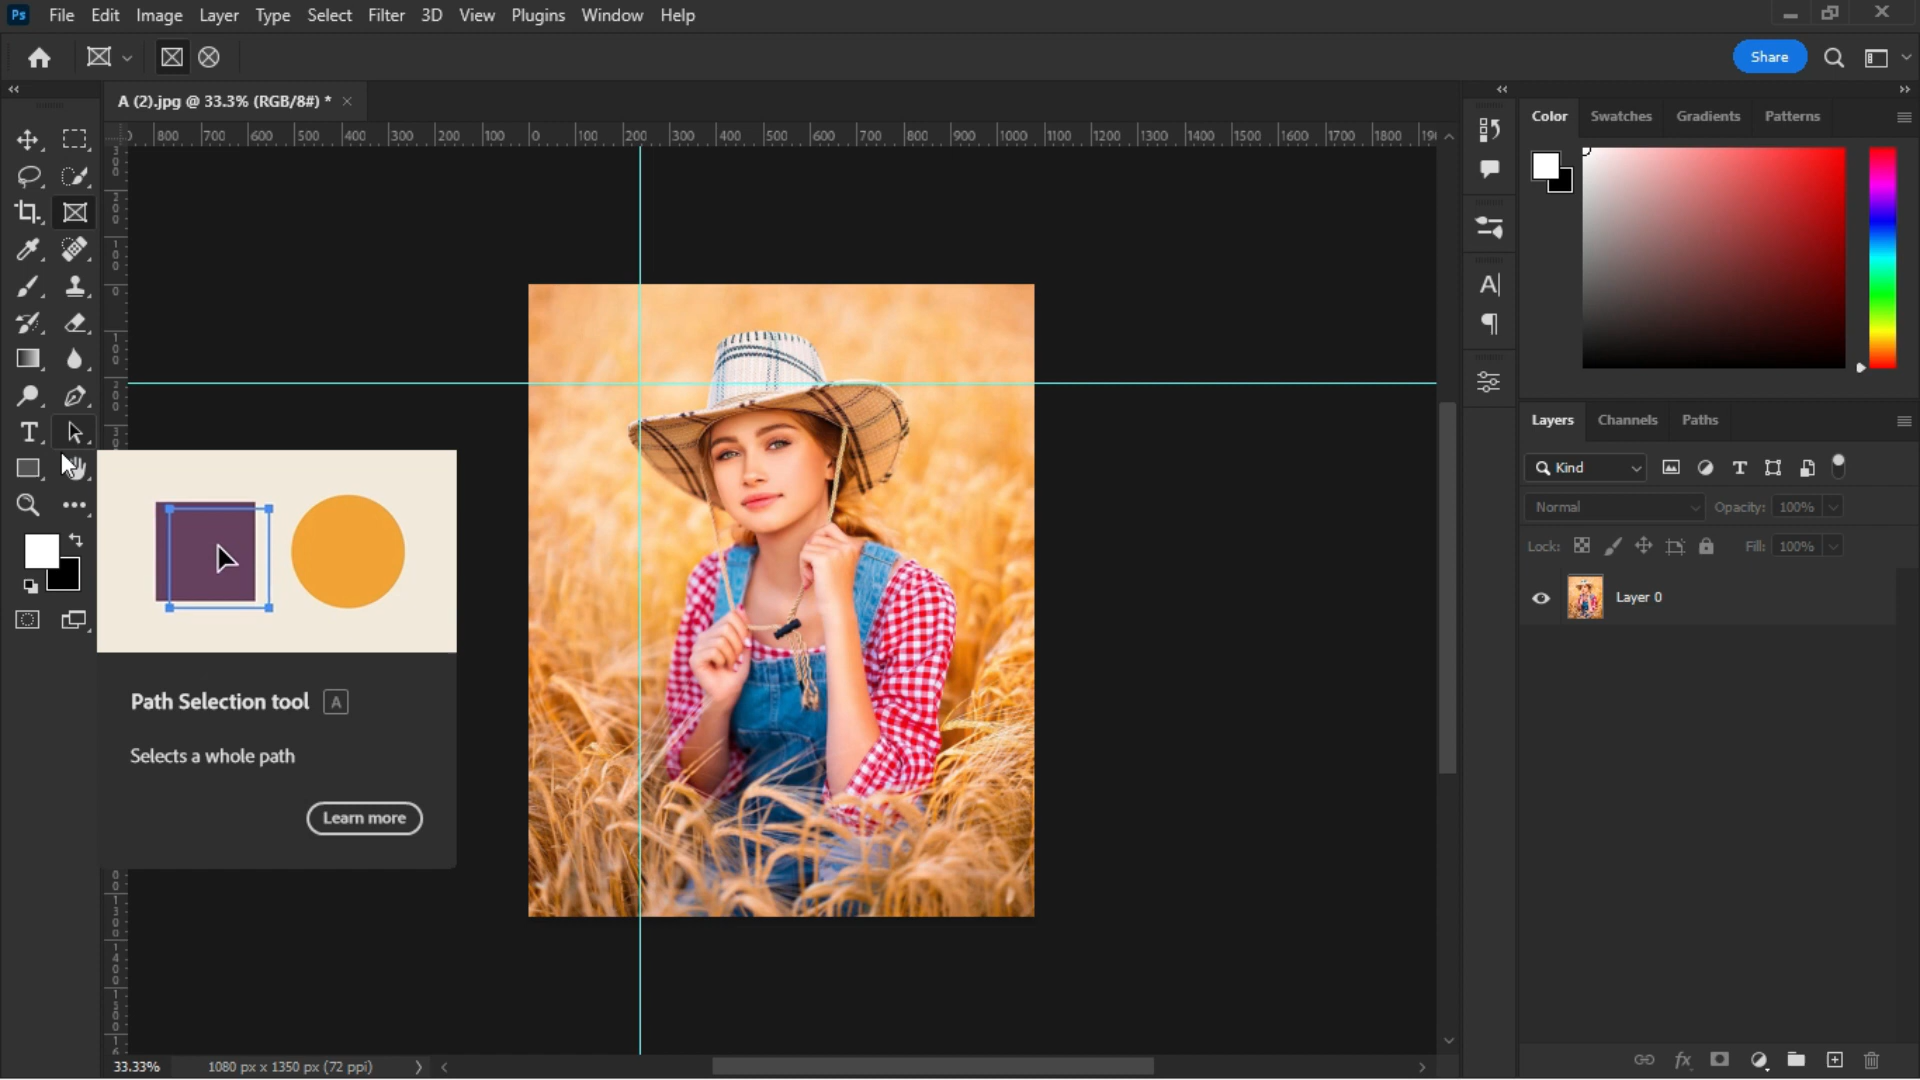 Ps File Edit Image Layer Type Select Filter 3D View Plugins Window Help
Share
A (2).jpg @ 33.3% (RGB/8#) *
800 700 600 500 400 300 200 100 0 100 200 300 400 500 600 700 800 900 1000 1100 1200 1300 1400 1500 1600 1700 1800
Color Swatches Gradients Patterns
Layers Channels Paths
Kind
Normal Opacity: 100%
Lock: Fill: 100%
Layer 0
Path Selection tool A
Selects a whole path
Learn more
33.33% 1080 px x 1350 px (72 ppi)